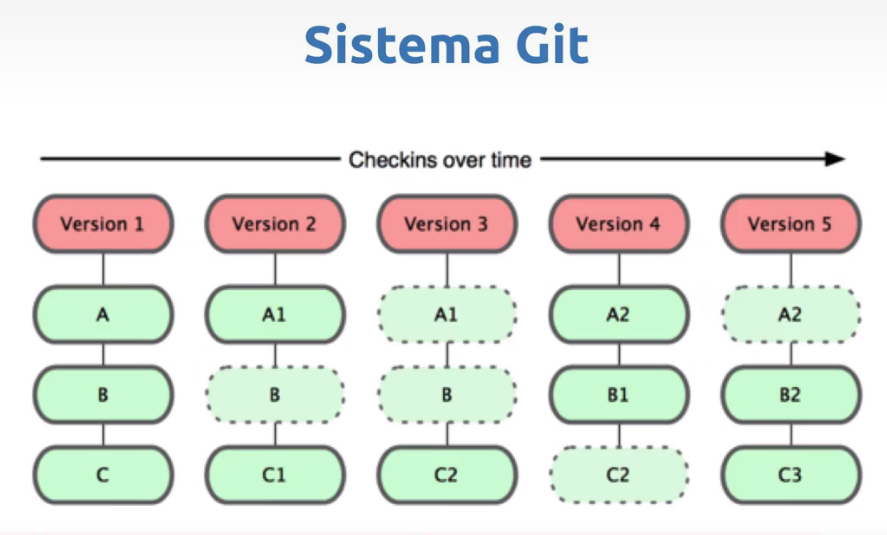 Sistema Git
Checkins over time
Version 1 Version 2 Version 3 Version 4 Version 5
A A1 A1 A2 A2
B B B B1 B2
C C1 C2 C2 C3